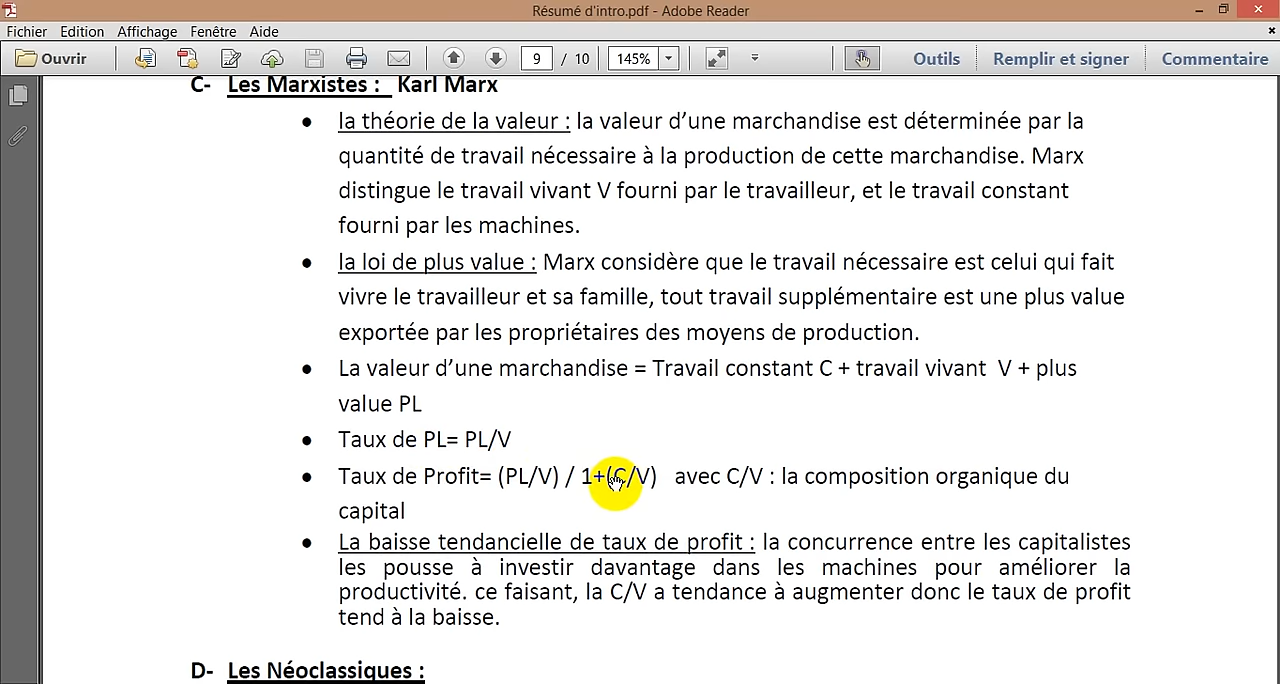 Résumé d'intro.pdf - Adobe Reader
Fichier Edition Affichage Fenêtre Aide
Ouvrir 9 / 10 145% Outils Remplir et signer Commentaire
C- Les Marxistes : Karl Marx
• la théorie de la valeur : la valeur d’une marchandise est déterminée par la
quantité de travail nécessaire à la production de cette marchandise. Marx
distingue le travail vivant V fourni par le travailleur, et le travail constant
fourni par les machines.
• la loi de plus value : Marx considère que le travail nécessaire est celui qui fait
vivre le travailleur et sa famille, tout travail supplémentaire est une plus value
exportée par les propriétaires des moyens de production.
• La valeur d’une marchandise = Travail constant C + travail vivant V + plus
value PL
• Taux de PL= PL/V
• Taux de Profit= (PL/V) / 1+(C/V) avec C/V : la composition organique du
capital
• La baisse tendancielle de taux de profit : la concurrence entre les capitalistes
les pousse à investir davantage dans les machines pour améliorer la
productivité. ce faisant, la C/V a tendance à augmenter donc le taux de profit
tend à la baisse.
D- Les Néoclassiques :